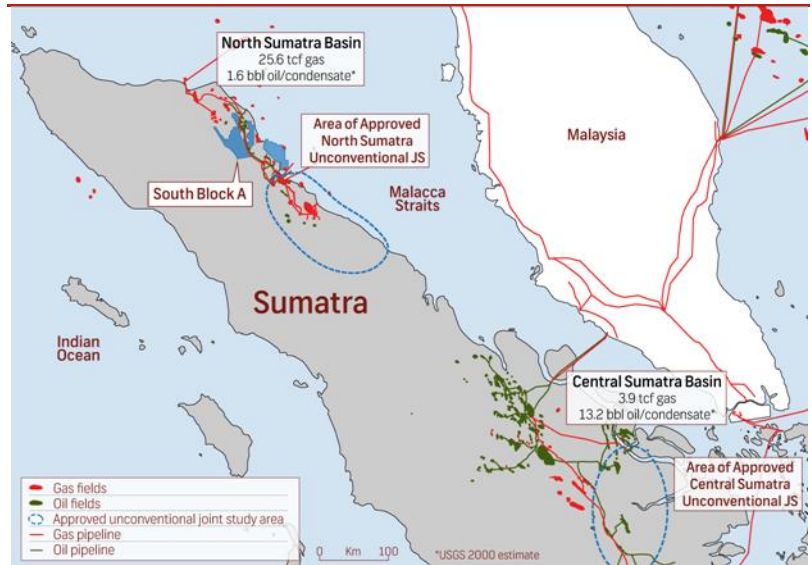 North Sumatra Basin
25.6 tcf gas
1.6 bbl oil/condensate*
Area of Approved
North Sumatra
Unconventional JS
Malaysia
South Block A
Malacca
Straits
Sumatra
Indian
Ocean
Central Sumatra Basin
3.9 tcf gas
13.2 bbl oil/condensate*
Area of Approved
Central Sumatra
Unconventional JS
Gas fields
Oil fields
Approved unconventional joint study area
Gas pipeline
Oil pipeline
0 Km 100
*USGS 2000 estimate